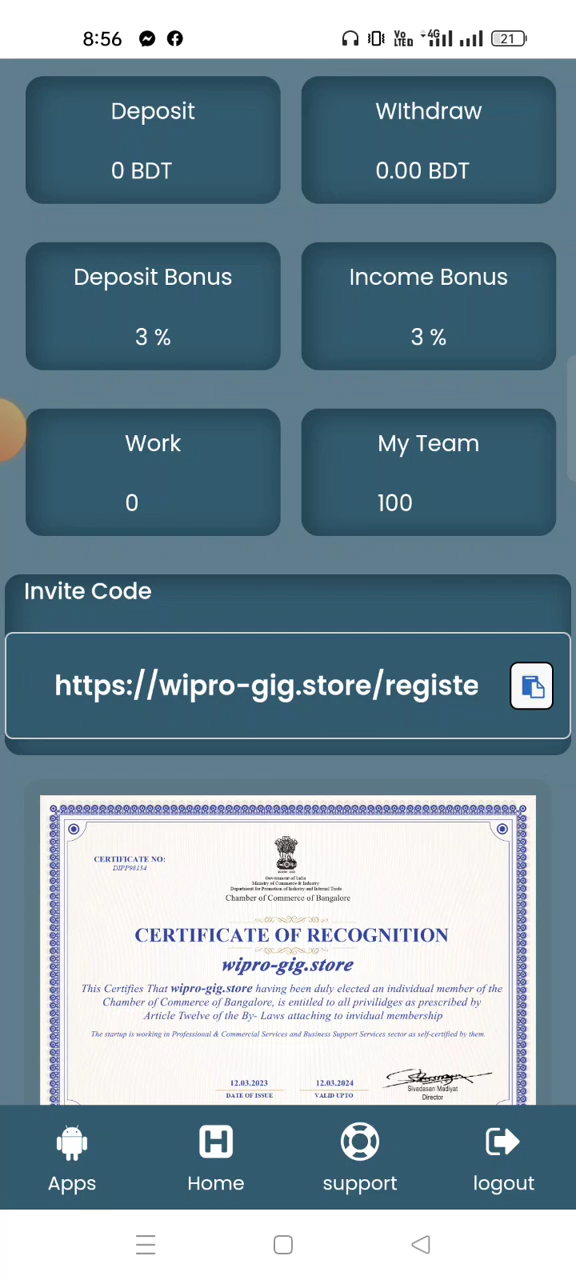 8:56
Vo
LTE
4G
21
Deposit
0 BDT
WIthdraw
0.00 BDT
Deposit Bonus
3 %
Income Bonus
3 %
Work
0
My Team
100
Invite Code
https://wipro-gig.store/registe
CERTIFICATE NO:
DIPP98154
Government of India
Ministry of Commerce & Industry
Department for Promotion of Industry and Internal Trade
Chamber of Commerce of Bangalore
CERTIFICATE OF RECOGNITION
wipro-gig.store
This Certifies That wipro-gig.store having been duly elected an individual member of the
Chamber of Commerce of Bangalore, is entitled to all privilidges as prescribed by
Article Twelve of the By- Laws attaching to invidual membership
The startup is working in Professional & Commercial Services and Business Support Services sector as self-certified by them.
12.03.2023
DATE OF ISSUE
12.03.2024
VALID UPTO
Sivadasan Madiyat
Director
Apps
Home
support
logout